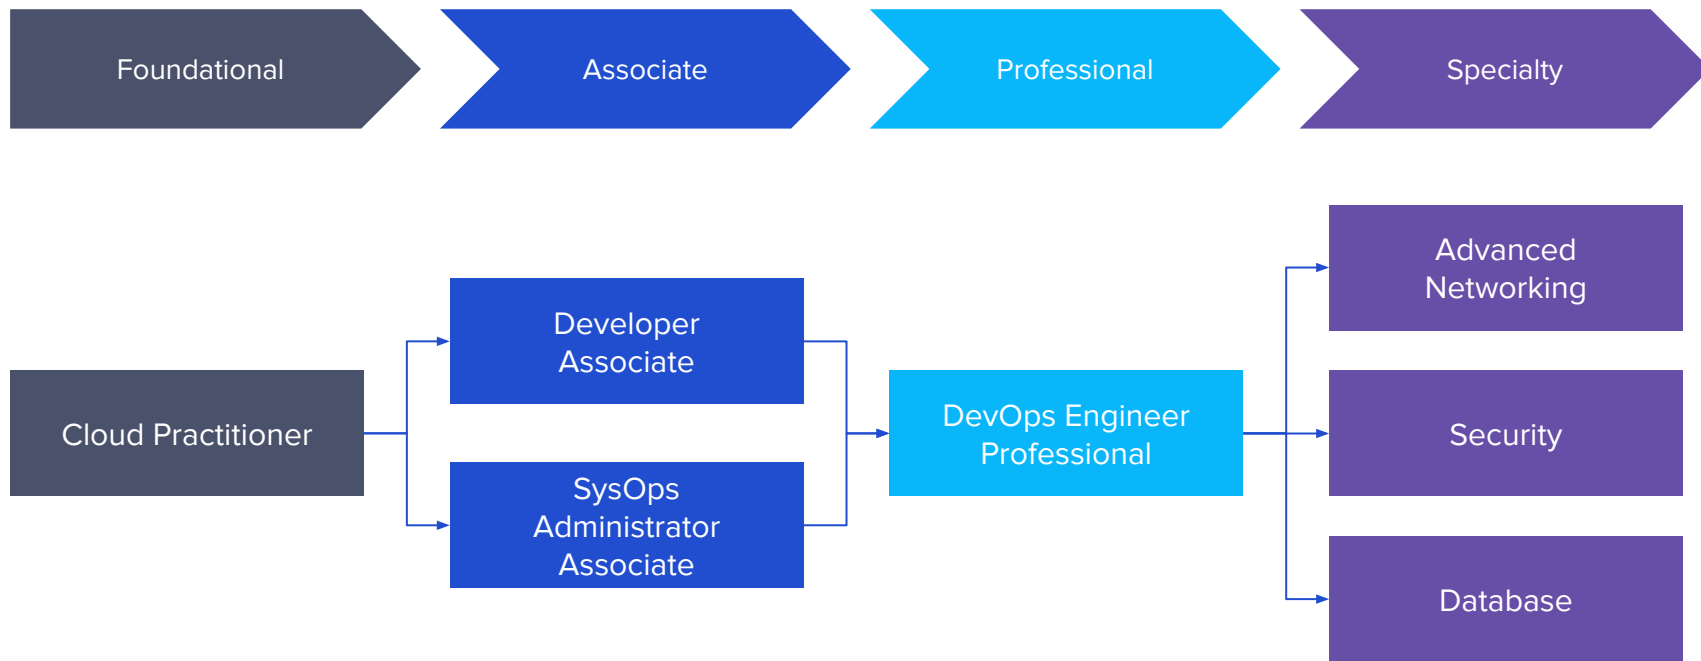 Foundational
Associate
Professional
Specialty
Cloud Practitioner
Developer
Associate
SysOps
Administrator
Associate
DevOps Engineer
Professional
Advanced
Networking
Security
Database